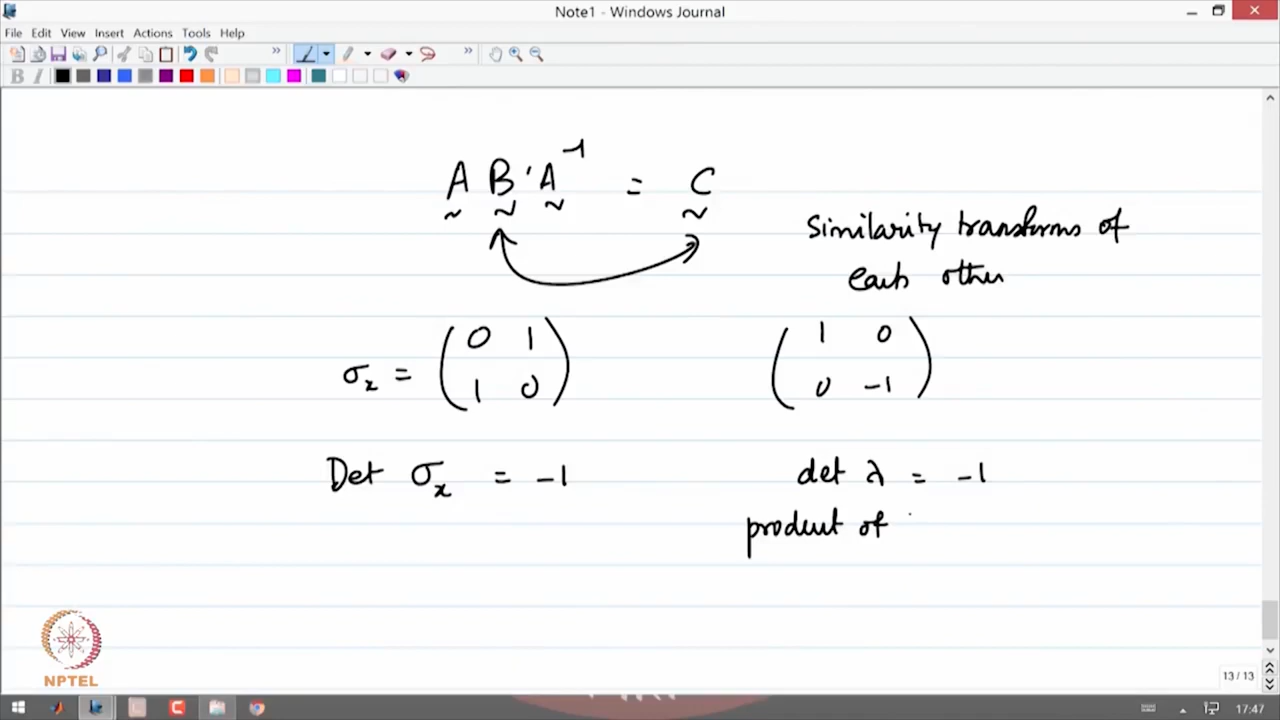 Note1 - Windows Journal
File Edit View Insert Actions Tools Help
A B A⁻¹ = C
Similarity transforms of
each other
σₓ = (0 1
1 0)
(1 0
0 -1)
Det σₓ = -1
det λ = -1
product of
NPTEL
13/13
17:47